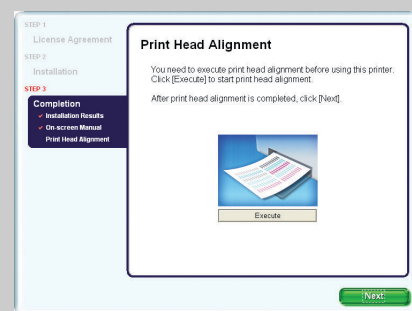 STEP 1
License Agreement
STEP 2
Installation
STEP 3
Completion
Installation Results
On-screen Manual
Print Head Alignment
Print Head Alignment
You need to execute print head alignment before using this printer.
Click [Execute] to start print head alignment.
After print head alignment is completed, click [Next].
Execute
Next